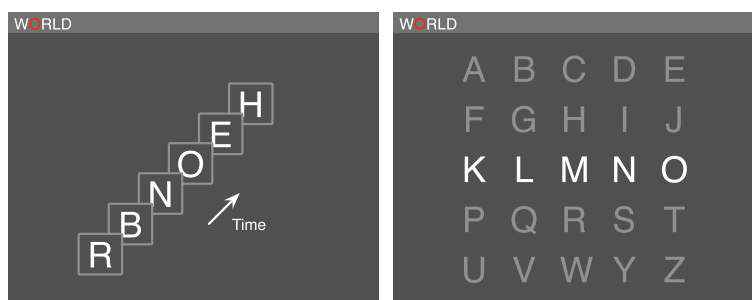 WORLD
H
E
O
N
B
R
Time
WORLD
A B C D E
F G H I J
K L M N O
P Q R S T
U V W Y Z